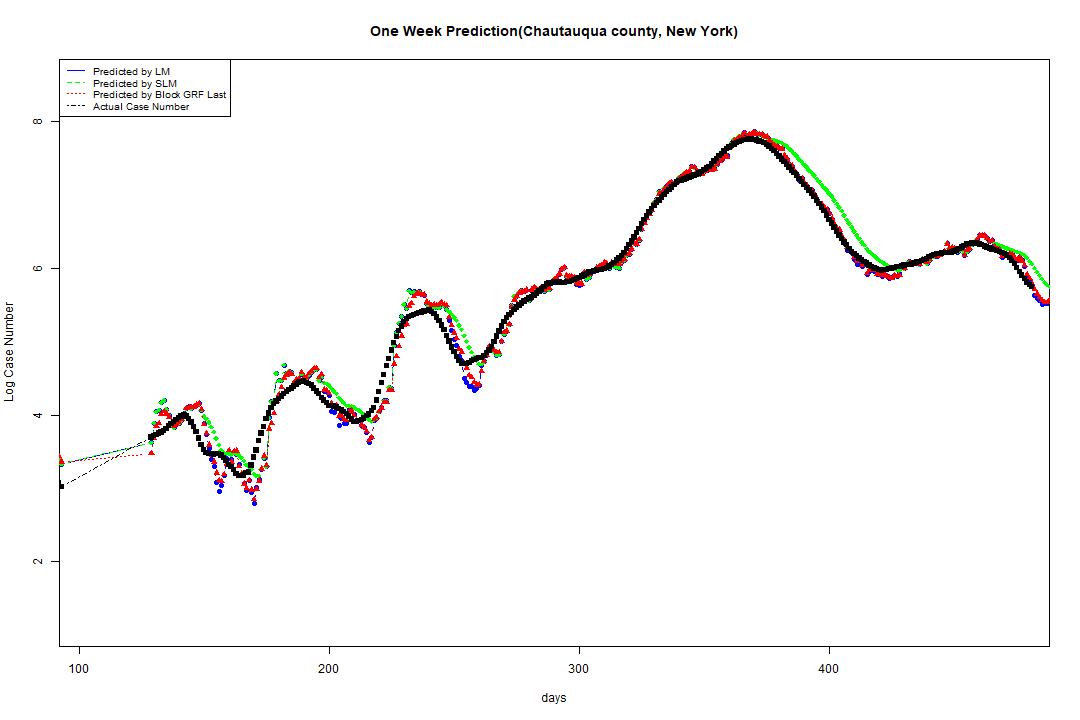 One Week Prediction(Chautauqua county, New York)
Predicted by LM
Predicted by SLM
Predicted by Block GRF Last
Actual Case Number
8
6
4
2
Log Case Number
100 200 300 400
days